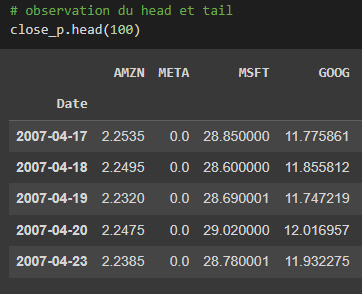 # observation du head et tail
close_p.head(100)
AMZN META MSFT GOOG
Date
2007-04-17 2.2535 0.0 28.850000 11.775861
2007-04-18 2.2495 0.0 28.600000 11.855812
2007-04-19 2.2320 0.0 28.690001 11.747219
2007-04-20 2.2475 0.0 29.020000 12.016957
2007-04-23 2.2385 0.0 28.780001 11.932275